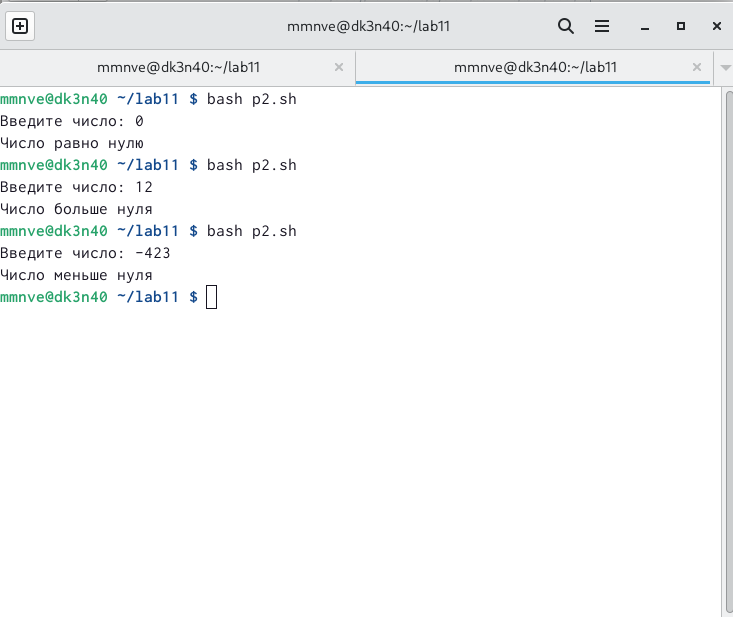 mmnve@dk3n40:~/lab11
mmnve@dk3n40:~/lab11 mmnve@dk3n40:~/lab11
mmnve@dk3n40 ~/lab11 $ bash p2.sh
Введите число: 0
Число равно нулю
mmnve@dk3n40 ~/lab11 $ bash p2.sh
Введите число: 12
Число больше нуля
mmnve@dk3n40 ~/lab11 $ bash p2.sh
Введите число: -423
Число меньше нуля
mmnve@dk3n40 ~/lab11 $